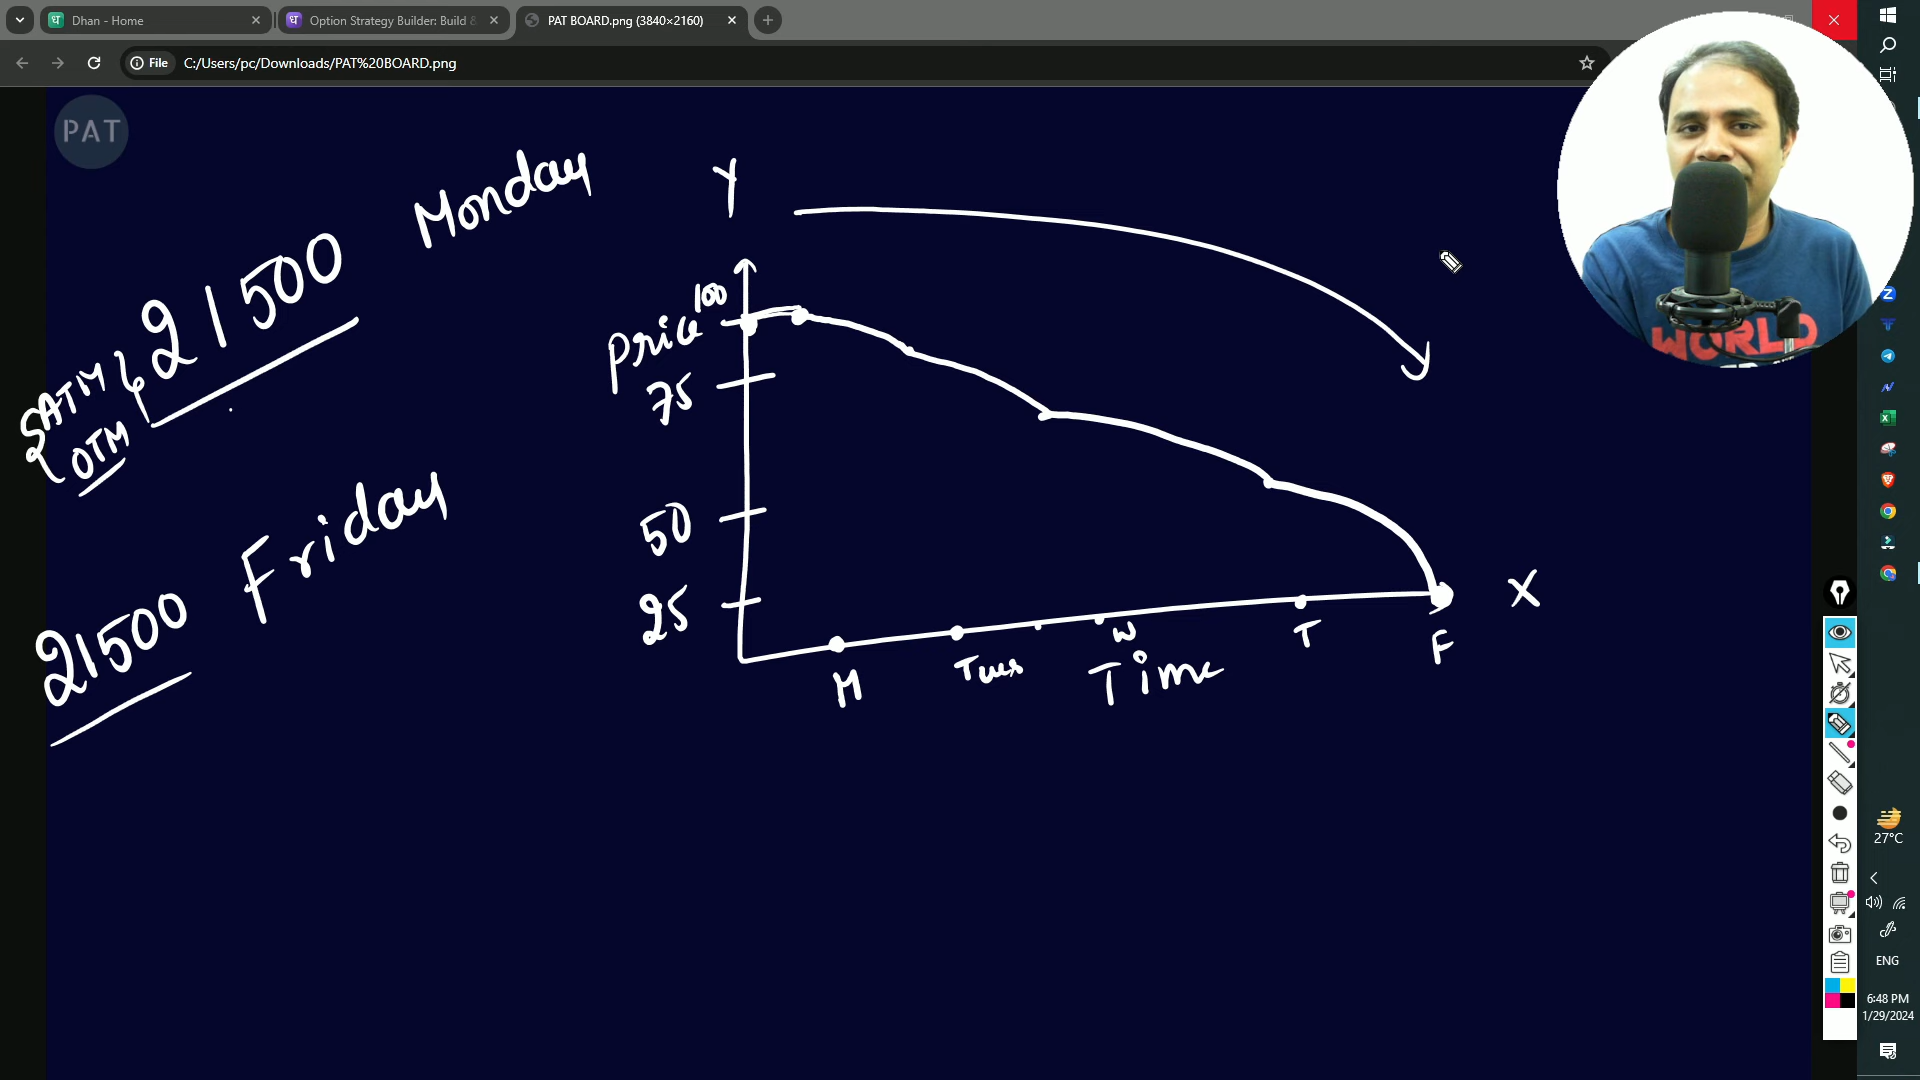 Dhan - Home
Option Strategy Builder: Build &
PAT BOARD.png (3840×2160)
File
C:/Users/pc/Downloads/PAT%20BOARD.png
PAT
Monday
21500
ATM
OTM
Friday
21500
Y
100
Price
75
50
25
M
Tues
W
T
F
Time
X
WORLD
27°C
ENG
6:48 PM
1/29/2024